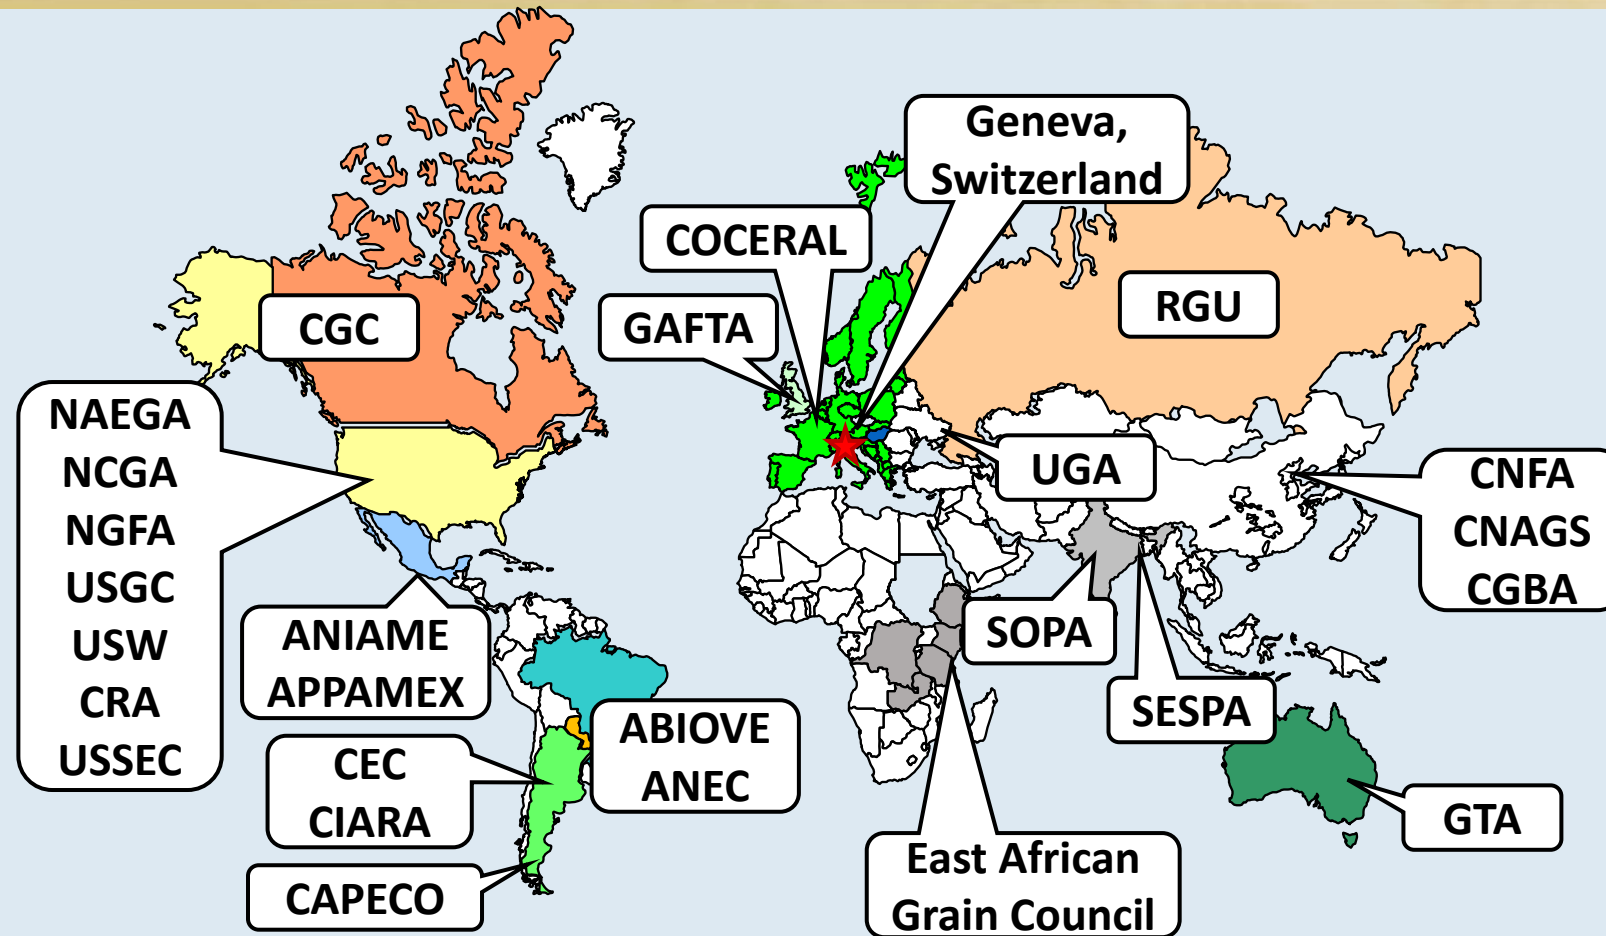 Geneva,
Switzerland
COCERAL
GAFTA
CGC
RGU
NAEGA
NCGA
NGFA
USGC
USW
CRA
USSEC
UGA
CNFA
CNAGS
CGBA
ANIAME
APPAMEX
SOPA
SESPA
ABIOVE
ANEC
CEC
CIARA
GTA
CAPECO
East African
Grain Council